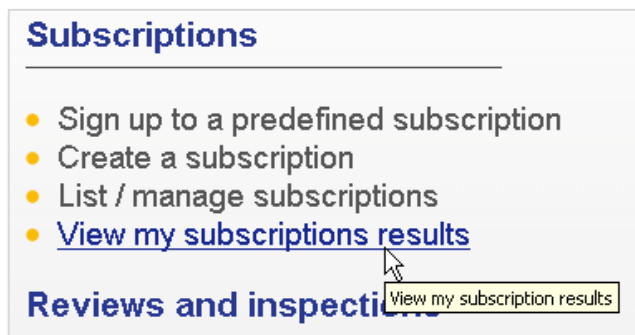 Subscriptions
Sign up to a predefined subscription
Create a subscription
List / manage subscriptions
View my subscriptions results
View my subscription results
Reviews and inspections